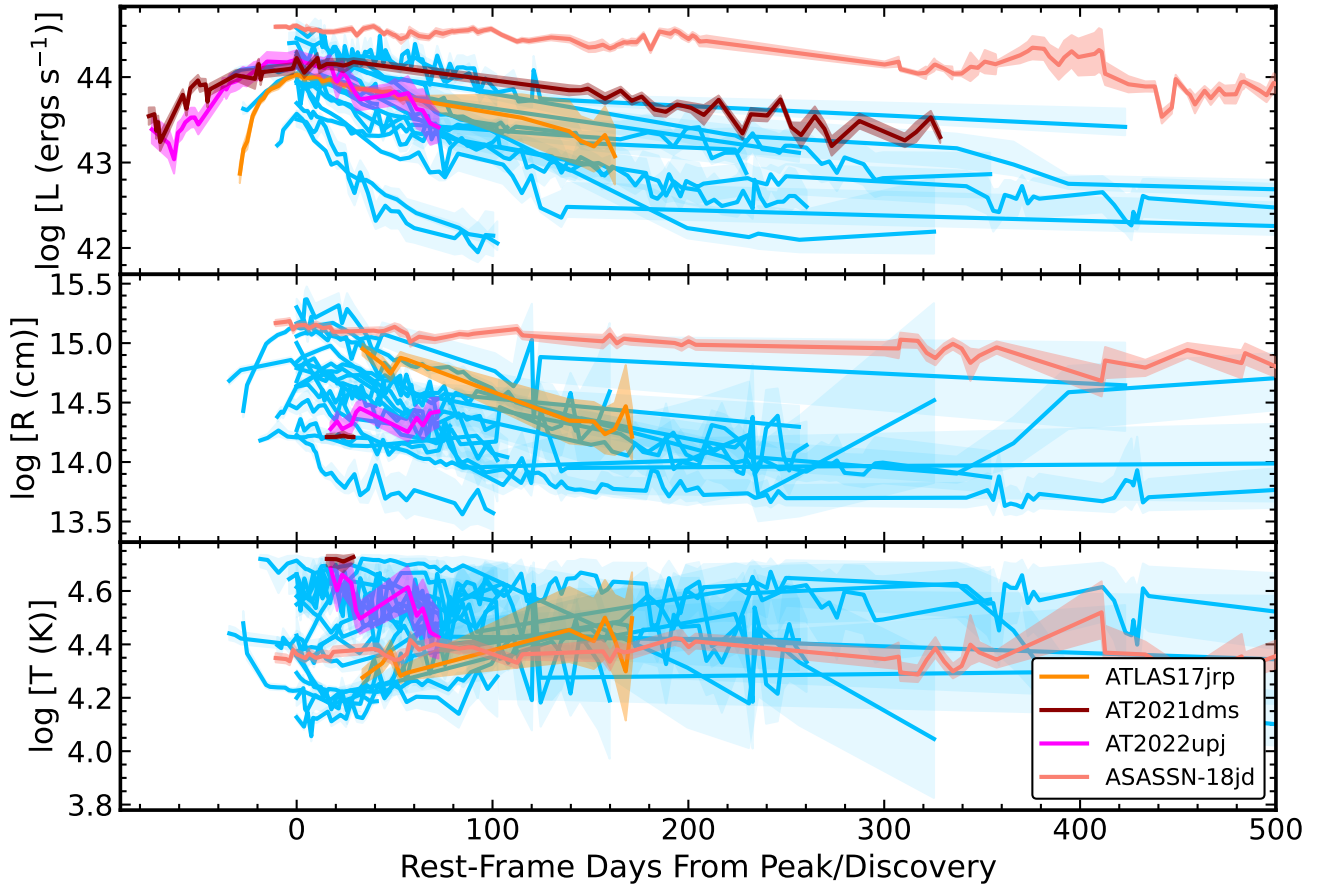 log [L (ergs s⁻¹)]
44
43
42
log [R (cm)]
15.5
15.0
14.5
14.0
13.5
log [T (K)]
4.6
4.4
4.2
4.0
3.8
ATLAS17jrp
AT2021dms
AT2022upj
ASASSN-18jd
0 100 200 300 400 500
Rest-Frame Days From Peak/Discovery